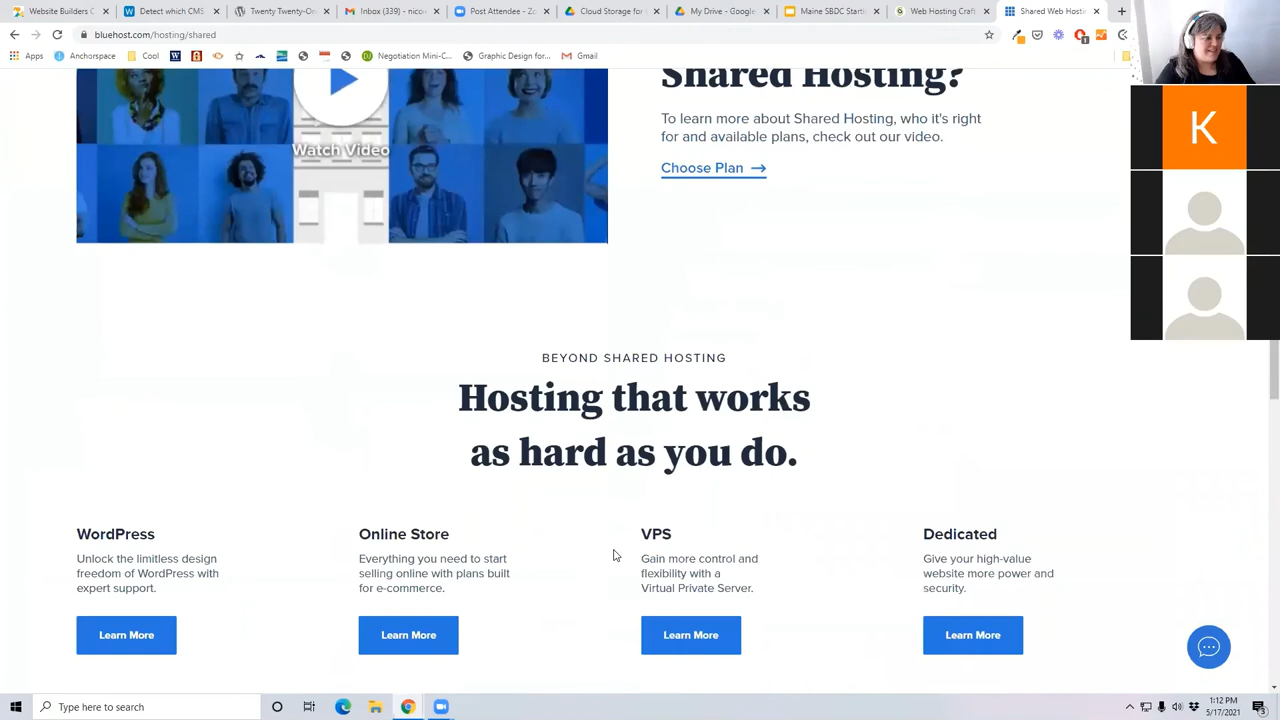 Website Builders C
Detect which CMS
Twenty Twenty-On
Inbox (339) - nico
Post Attendee - Zo
Cloud Storage for
My Drive - Google
Maine SBDC Startin
Web Hosting Craft
Shared Web Hostin
bluehost.com/hosting/shared
Apps
Anchorspace
Cool
Negotiation Mini-C...
Graphic Design for...
Gmail
Shared Hosting?
To learn more about Shared Hosting, who it's right
for and available plans, check out our video.
Choose Plan →
Watch Video
K
BEYOND SHARED HOSTING
Hosting that works
as hard as you do.
WordPress
Unlock the limitless design
freedom of WordPress with
expert support.
Learn More
Online Store
Everything you need to start
selling online with plans built
for e-commerce.
Learn More
VPS
Gain more control and
flexibility with a
Virtual Private Server.
Learn More
Dedicated
Give your high-value
website more power and
security.
Learn More
Type here to search
1:12 PM
5/17/2021